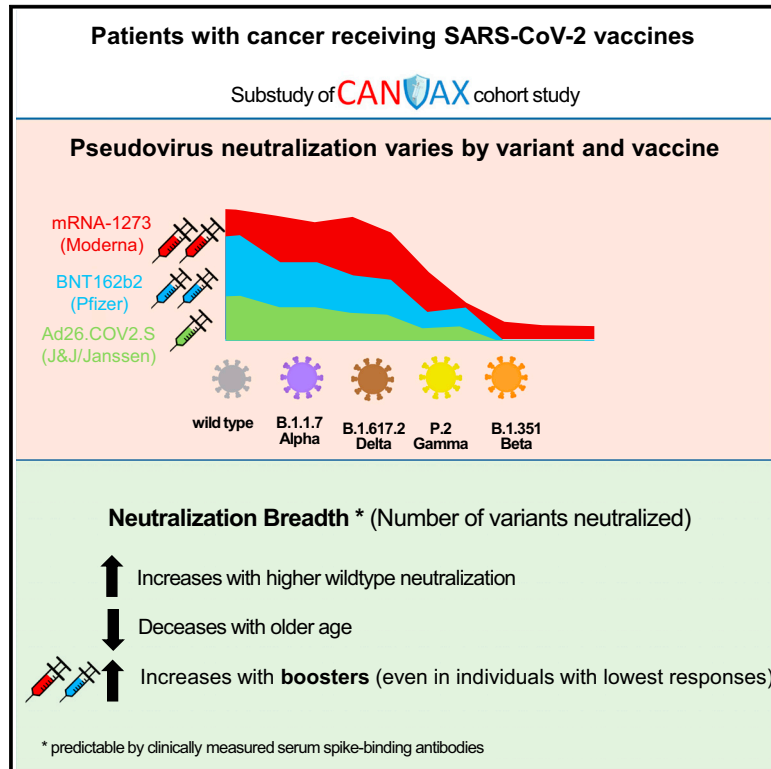 Patients with cancer receiving SARS-CoV-2 vaccines
Substudy of CANVAX cohort study
Pseudovirus neutralization varies by variant and vaccine
mRNA-1273
(Moderna)
BNT162b2
(Pfizer)
Ad26.COV2.S
(J&J/Janssen)
wild type
B.1.1.7
Alpha
B.1.617.2
Delta
P.2
Gamma
B.1.351
Beta
Neutralization Breadth * (Number of variants neutralized)
Increases with higher wildtype neutralization
Deceases with older age
Increases with boosters (even in individuals with lowest responses)
* predictable by clinically measured serum spike-binding antibodies